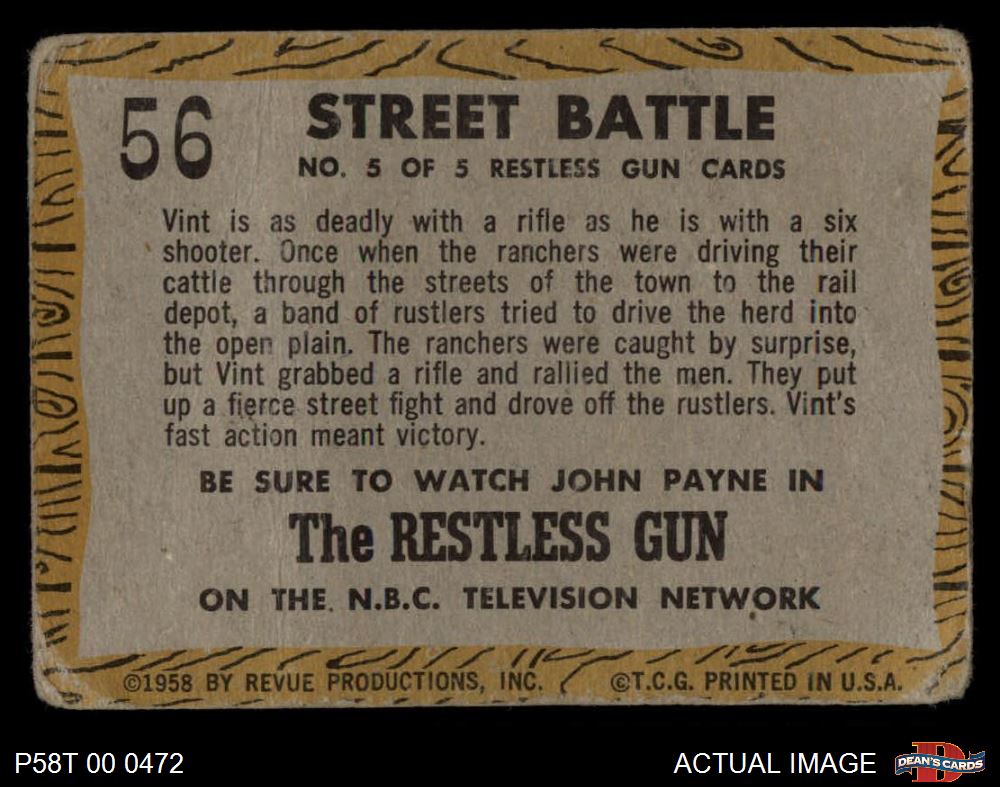 56
STREET BATTLE
NO. 5 OF 5 RESTLESS GUN CARDS
Vint is as deadly with a rifle as he is with a six
shooter. Once when the ranchers were driving their
cattle through the streets of the town to the rail
depot, a band of rustlers tried to drive the herd into
the open plain. The ranchers were caught by surprise,
but Vint grabbed a rifle and rallied the men. They put
up a fierce street fight and drove off the rustlers. Vint's
fast action meant victory.
BE SURE TO WATCH JOHN PAYNE IN
The RESTLESS GUN
ON THE N.B.C. TELEVISION NETWORK
©1958 BY REVUE PRODUCTIONS, INC. ©T.C.G. PRINTED IN U.S.A.
P58T 00 0472 ACTUAL IMAGE
D
DEAN'S CARDS